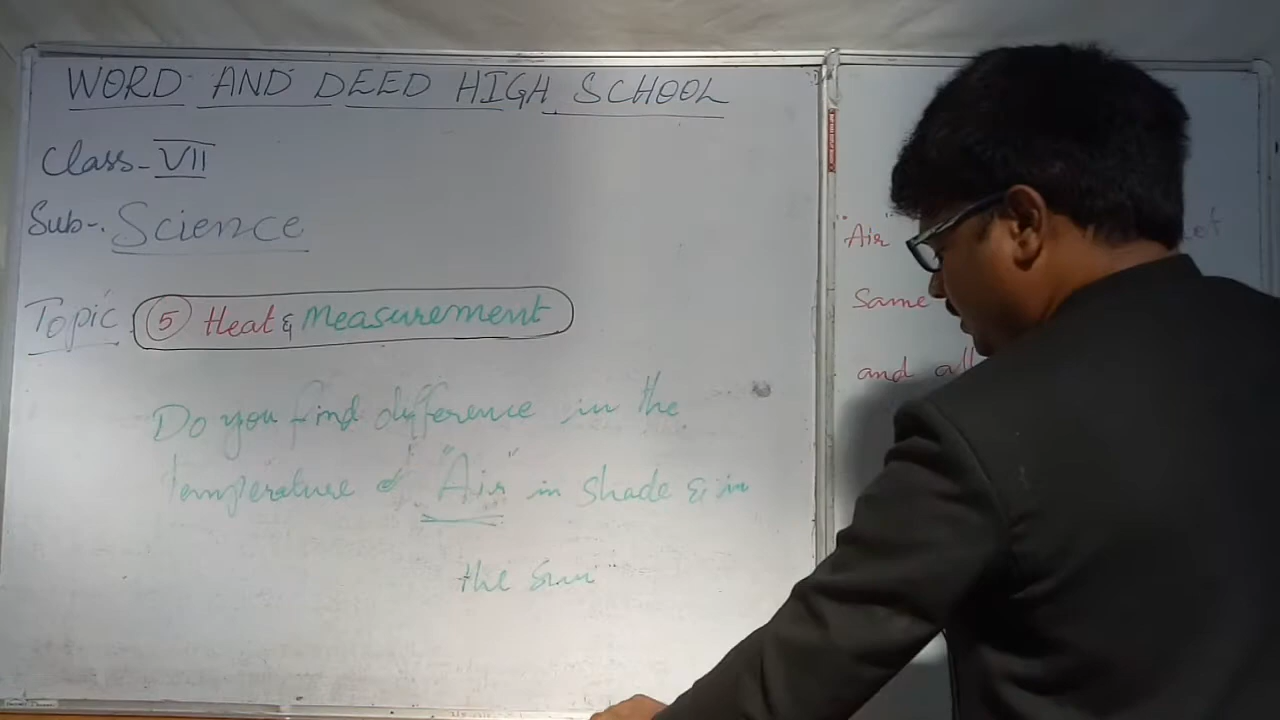 WORD AND DEED HIGH SCHOOL
Class - VII
Sub-. Science
Topic. 5 Heat & Measurement
Do you find difference in the
temperature of "Air" in shade & in
the sun
"Air"
Same
and all